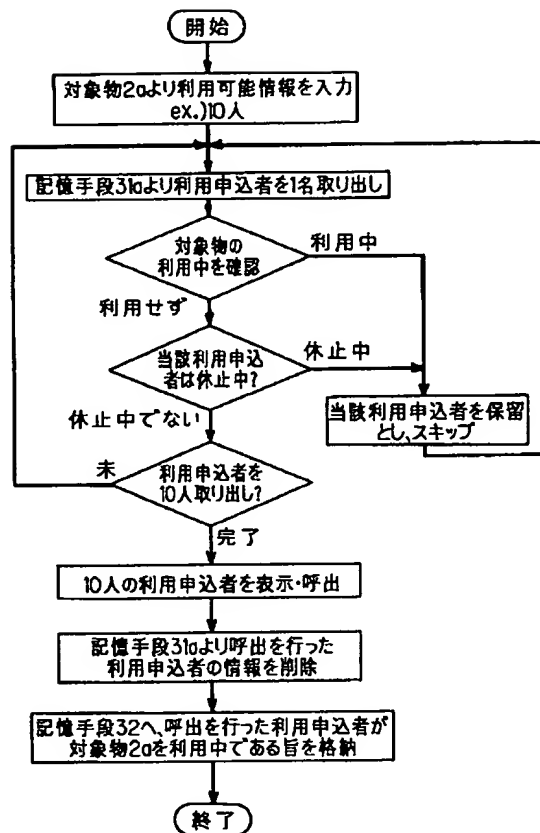 開始
対象物2aより利用可能情報を入力
ex.)10人
記憶手段31aより利用申込者を1名取り出し
対象物の
利用中を確認
利用中
利用せず
当該利用申込
者は休止中?
休止中
休止中でない
当該利用申込者を保留
とし、スキップ
利用申込者を
10人取り出し?
未
完了
10人の利用申込者を表示・呼出
記憶手段31aより呼出を行った
利用申込者の情報を削除
記憶手段32へ、呼出を行った利用申込者が
対象物2aを利用中である旨を格納
終了